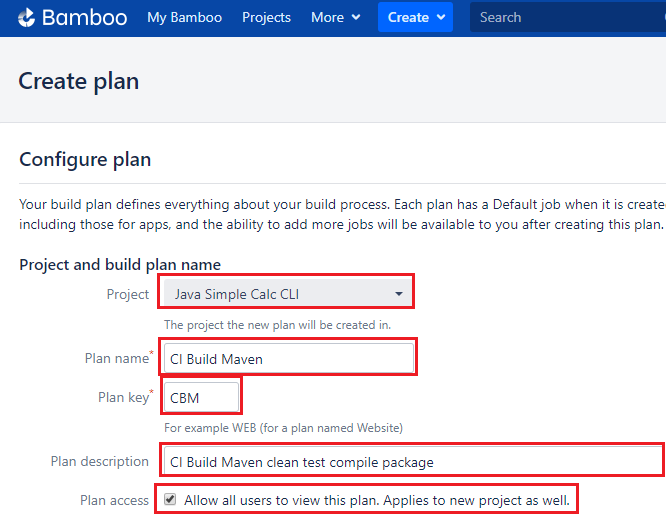 Bamboo My Bamboo Projects More Create Search
Create plan
Configure plan
Your build plan defines everything about your build process. Each plan has a Default job when it is create
including those for apps, and the ability to add more jobs will be available to you after creating this plan.
Project and build plan name
Project Java Simple Calc CLI
The project the new plan will be created in.
Plan name* CI Build Maven
Plan key* CBM
For example WEB (for a plan named Website)
Plan description CI Build Maven clean test compile package
Plan access Allow all users to view this plan. Applies to new project as well.